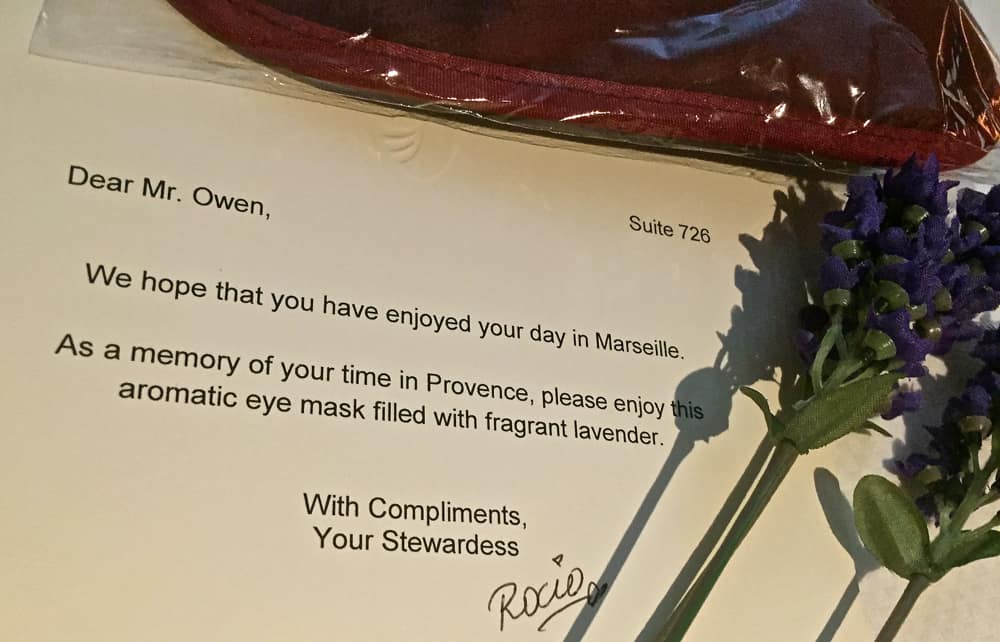 Dear Mr. Owen,
Suite 726
We hope that you have enjoyed your day in Marseille.
As a memory of your time in Provence, please enjoy this
aromatic eye mask filled with fragrant lavender.
With Compliments,
Your Stewardess
Rocio